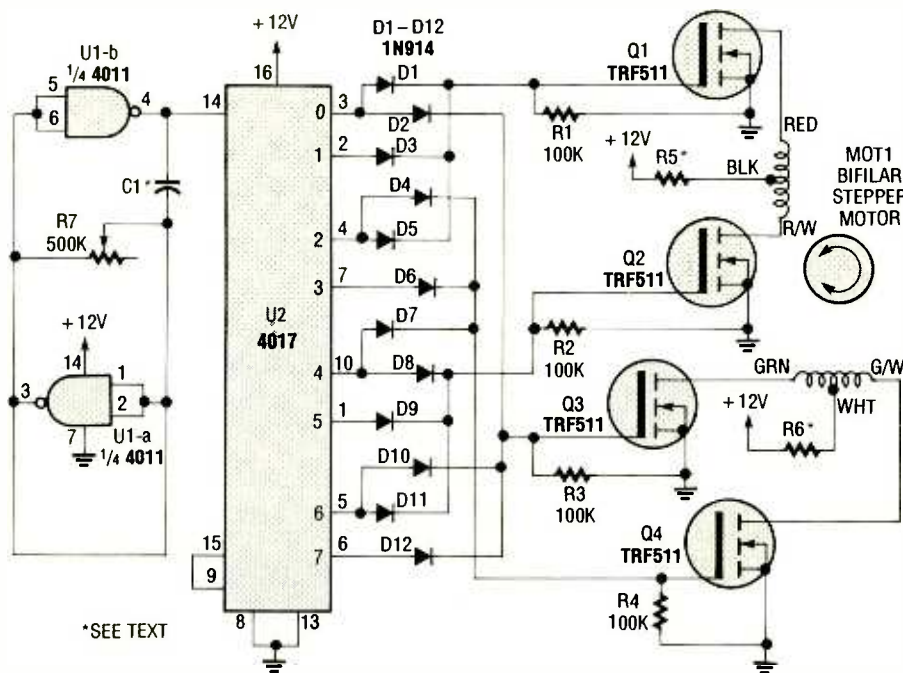 +12V
U1-b
1/4 4011
5
6
4
C1*
R7
500K
+12V
14
3
1
2
7
U1-a
1/4 4011
*SEE TEXT
+12V
16
14
U2
4017
15
9
8
13
0
3
1
2
2
4
3
7
4
10
5
1
6
5
7
6
D1–D12
1N914
D1
D2
D3
D4
D5
D6
D7
D8
D9
D10
D11
D12
Q1
TRF511
R1
100K
+12V
R5*
BLK
RED
R/W
MOT1
BIFILAR
STEPPER
MOTOR
Q2
TRF511
R2
100K
Q3
TRF511
R3
100K
GRN
G/W
WHT
+12V
R6*
Q4
TRF511
R4
100K